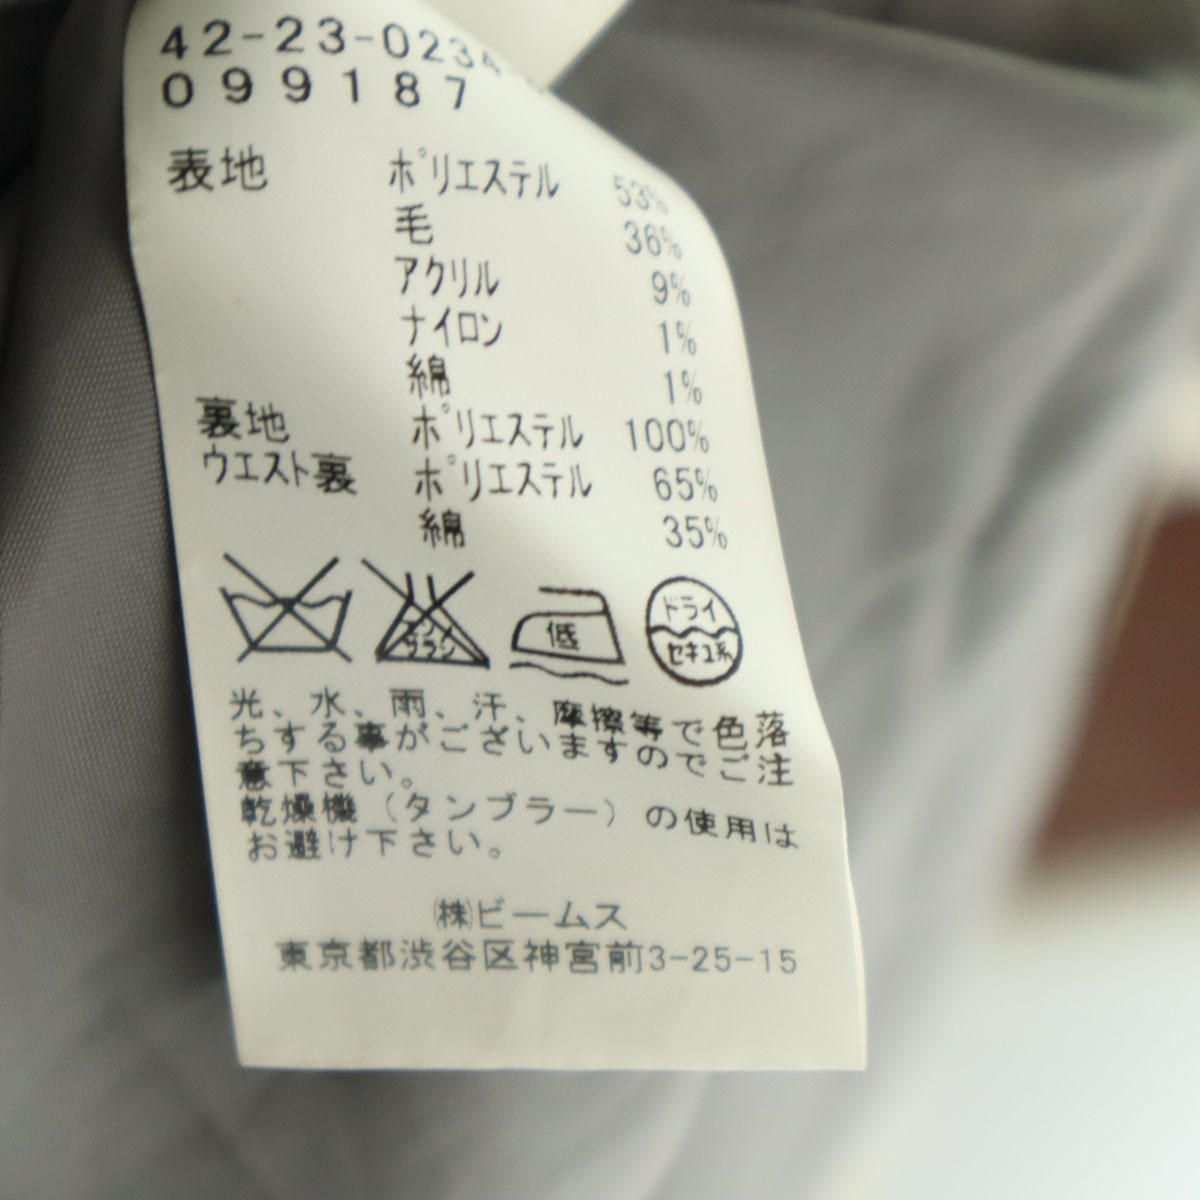 42-23-0234
099187
表地 ポリエステル 53%
毛 36%
アクリル 9%
ナイロン 1%
綿 1%
裏地 ポリエステル 100%
ウエスト裏 ポリエステル 65%
綿 35%
低 ドライ
エンソ
サラシ セキユ系
光、水、雨、汗、摩擦等で色落
ちする事がございますのでご注
意下さい。
乾燥機（タンブラー）の使用は
お避け下さい。
㈱ビームス
東京都渋谷区神宮前3-25-15